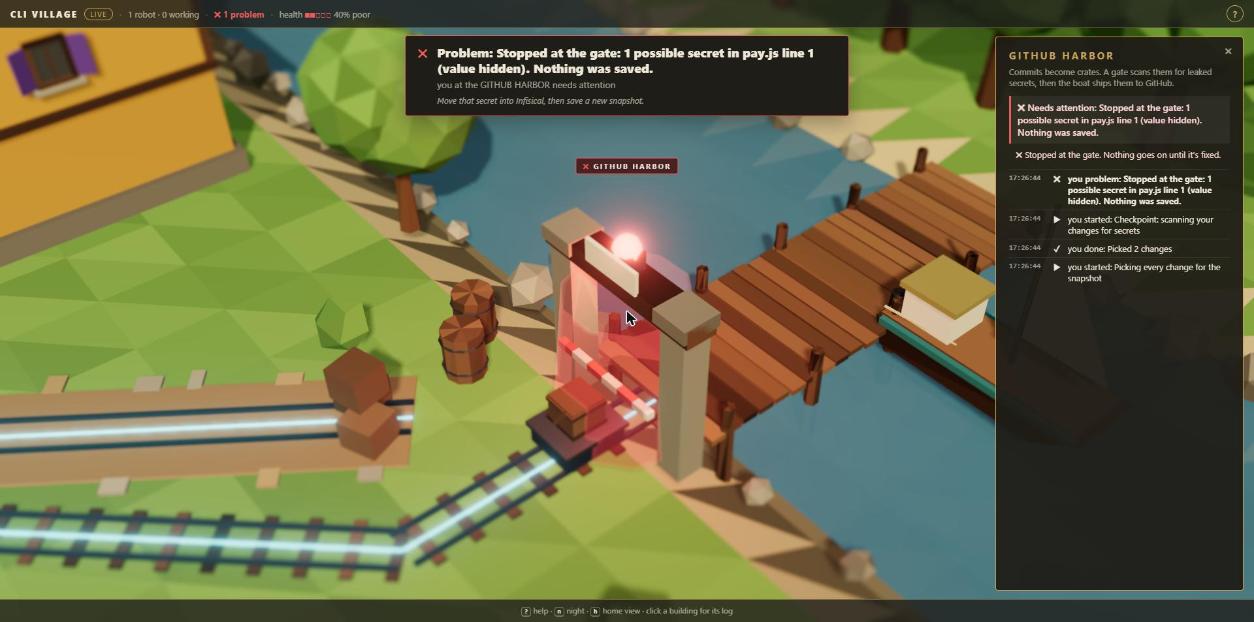 CLI VILLAGE LIVE · 1 robot · 0 working · ✕ 1 problem · health ■■□□□ 40% poor ?
✕ Problem: Stopped at the gate: 1 possible secret in pay.js line 1
(value hidden). Nothing was saved.
you at the GITHUB HARBOR needs attention
Move that secret into Infisical, then save a new snapshot.
✕ GITHUB HARBOR
GITHUB HARBOR ✕
Commits become crates. A gate scans them for leaked
secrets, then the boat ships them to GitHub.
✕ Needs attention: Stopped at the gate: 1
possible secret in pay.js line 1 (value hidden).
Nothing was saved.
✕ Stopped at the gate. Nothing goes on until it's fixed.
17:26:44 ✕ you problem: Stopped at the gate: 1
possible secret in pay.js line 1 (value
hidden). Nothing was saved.
17:26:44 ▶ you started: Checkpoint: scanning your
changes for secrets
17:26:44 ✓ you done: Picked 2 changes
17:26:44 ▶ you started: Picking every change for the
snapshot
? help · n night · h home view · click a building for its log